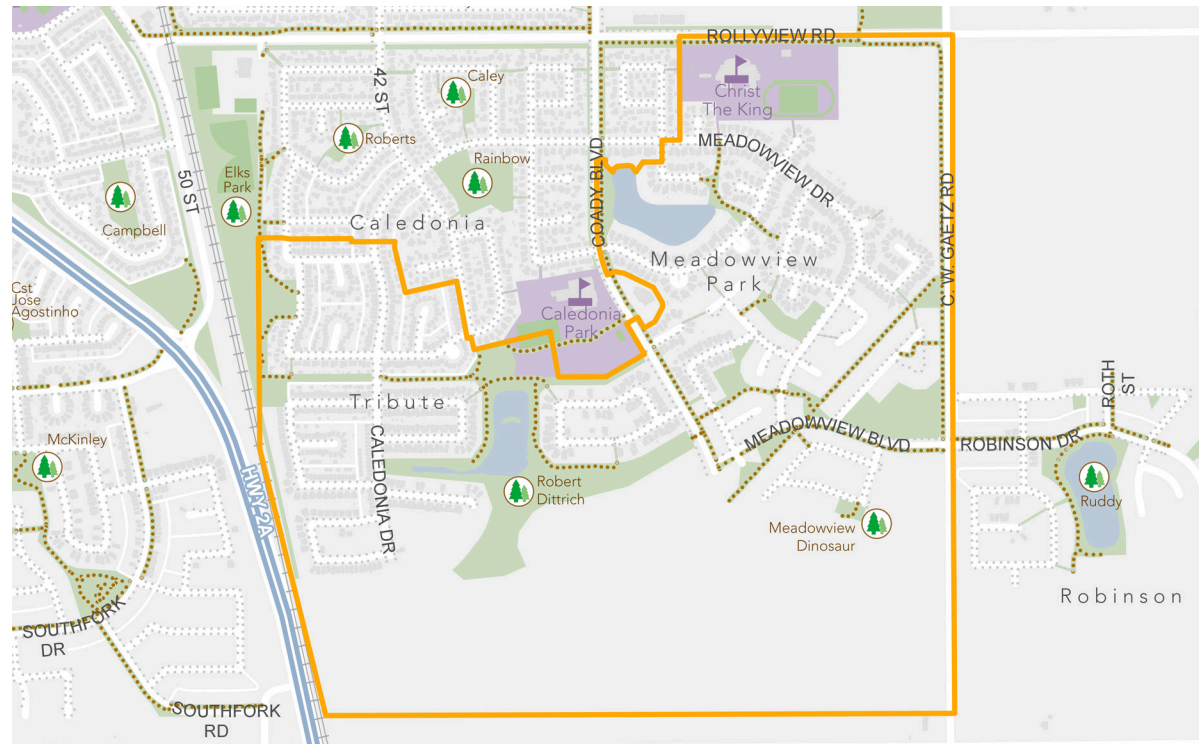 ROLLYVIEW RD
42 ST
Caley
Christ
The King
Roberts
COADY BLVD
MEADOWVIEW DR
Rainbow
Elks
Park
50 ST
C. W. GAETZ RD
Campbell
Caledonia
Meadowview
Park
Cst
Jose
Agostinho
Caledonia
Park
ROTH
ST
Tribute
CALEDONIA DR
McKinley
MEADOWVIEW BLVD
ROBINSON DR
HWY 2A
Robert
Dittrich
Ruddy
Meadowview
Dinosaur
Robinson
SOUTHFORK
DR
SOUTHFORK
RD